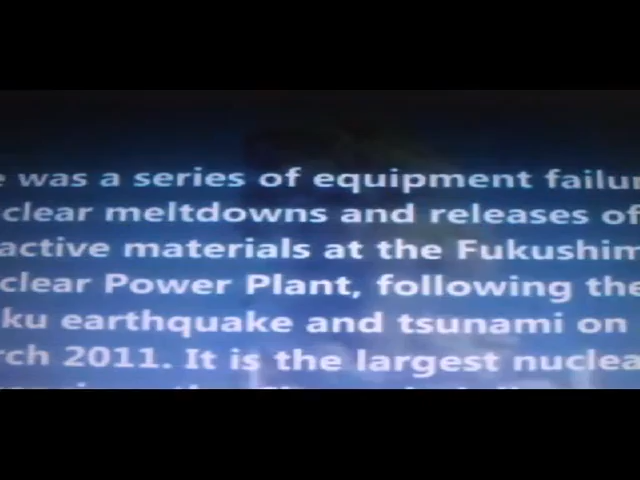 e was a series of equipment failur
clear meltdowns and releases of
active materials at the Fukushim
clear Power Plant, following the
ku earthquake and tsunami on
rch 2011. It is the largest nuclea